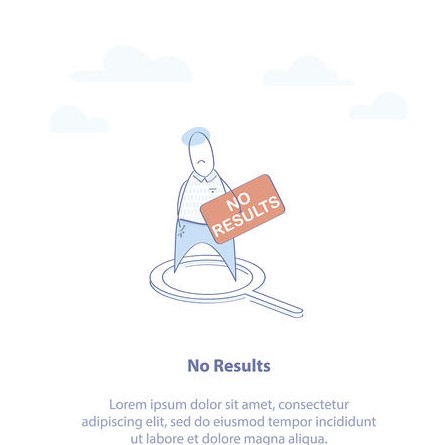 NO
RESULTS
No Results
Lorem ipsum dolor sit amet, consectetur
adipiscing elit, sed do eiusmod tempor incididunt
ut labore et dolore magna aliqua.